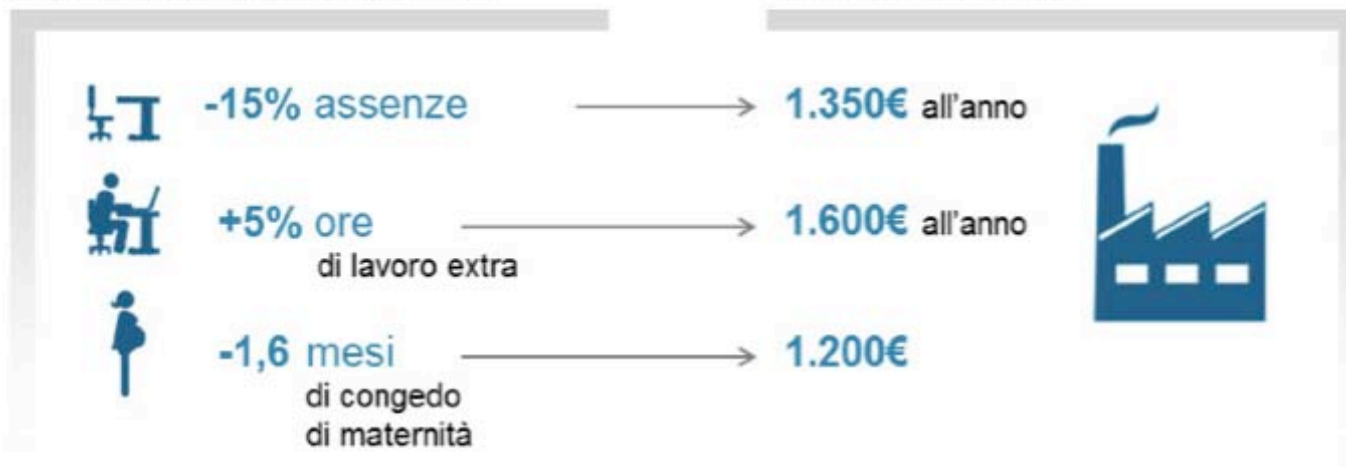 -15% assenze 1.350€ all'anno
+5% ore 1.600€ all'anno
di lavoro extra
-1,6 mesi 1.200€
di congedo
di maternità